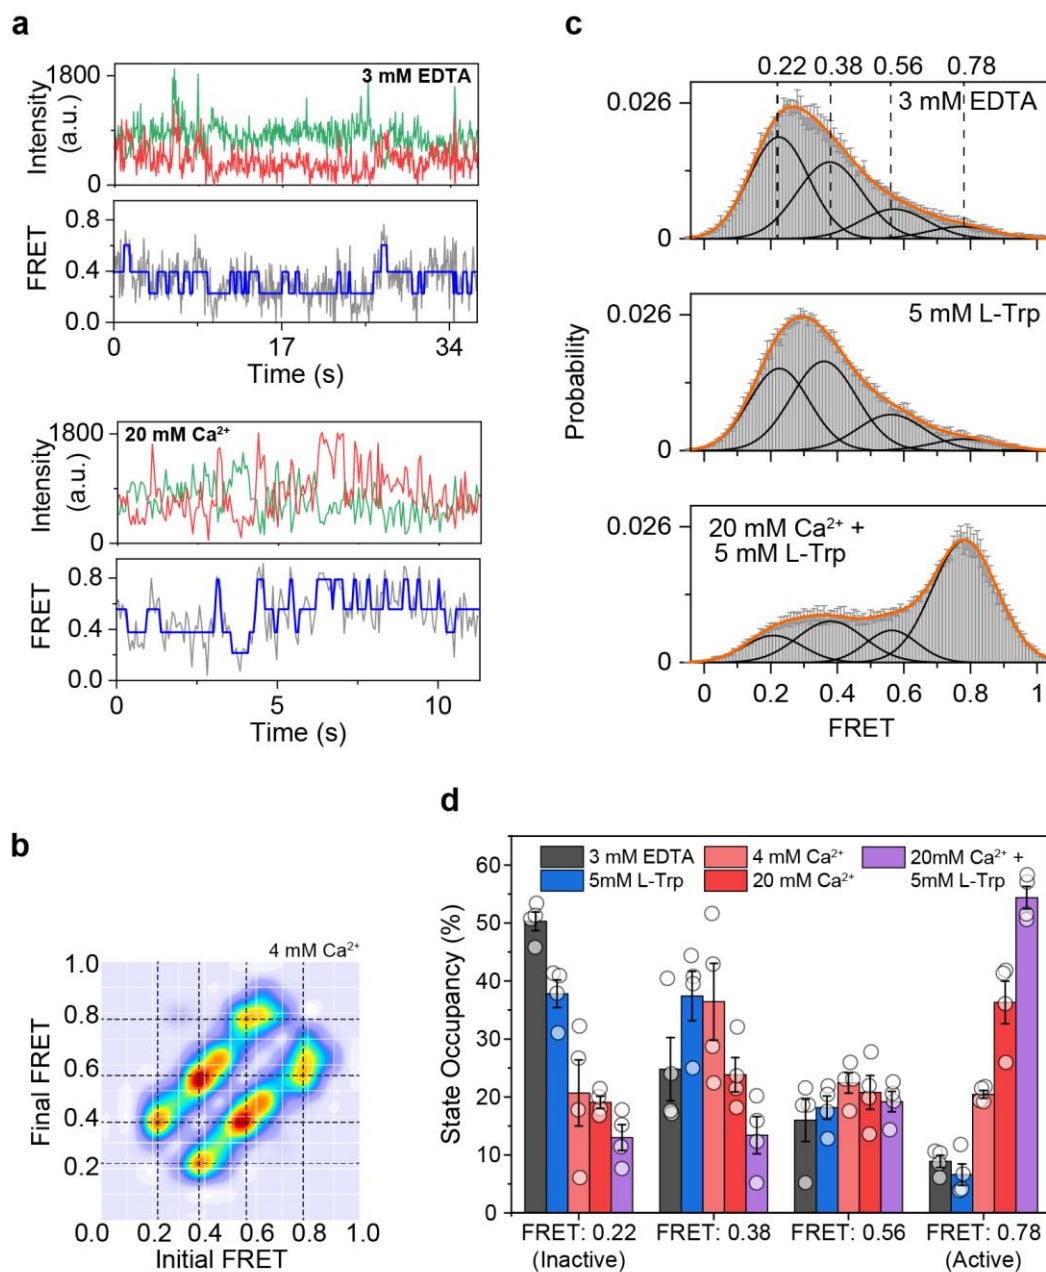 a
1800
Intensity
(a.u.)
0
3 mM EDTA
0.8
FRET
0.4
0.0
0 17 34
Time (s)
20 mM Ca²⁺
1800
Intensity
(a.u.)
0
0.8
FRET
0.4
0.0
0 5 10
Time (s)
c
0.22 0.38 0.56 0.78
0.026
3 mM EDTA
0
0.026
5 mM L-Trp
0
Probability
0.026
20 mM Ca²⁺ +
5 mM L-Trp
0
0 0.2 0.4 0.6 0.8 1
FRET
b
4 mM Ca²⁺
1.0
0.8
0.6
0.4
0.2
Final FRET
0.0 0.2 0.4 0.6 0.8 1.0
Initial FRET
d
60
50
40
30
20
10
0
State Occupancy (%)
3 mM EDTA
5mM L-Trp
4 mM Ca²⁺
20 mM Ca²⁺
20mM Ca²⁺ +
5mM L-Trp
FRET: 0.22 FRET: 0.38 FRET: 0.56 FRET: 0.78
(Inactive) (Active)